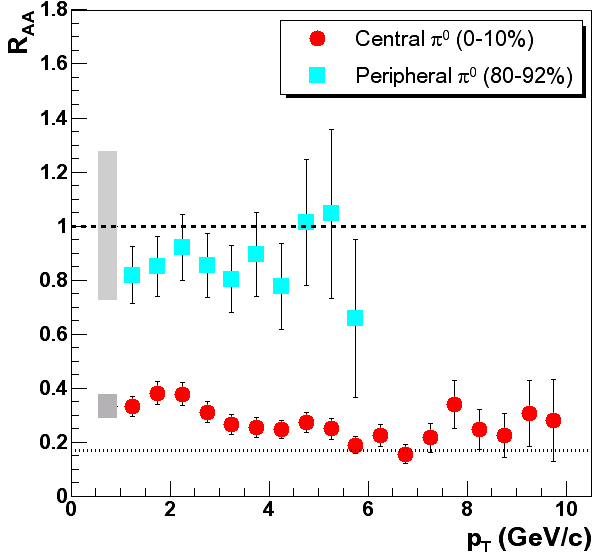 R_AA
1.8
1.6
1.4
1.2
1
0.8
0.6
0.4
0.2
0
Central π⁰ (0-10%)
Peripheral π⁰ (80-92%)
0 2 4 6 8 10
p_T (GeV/c)